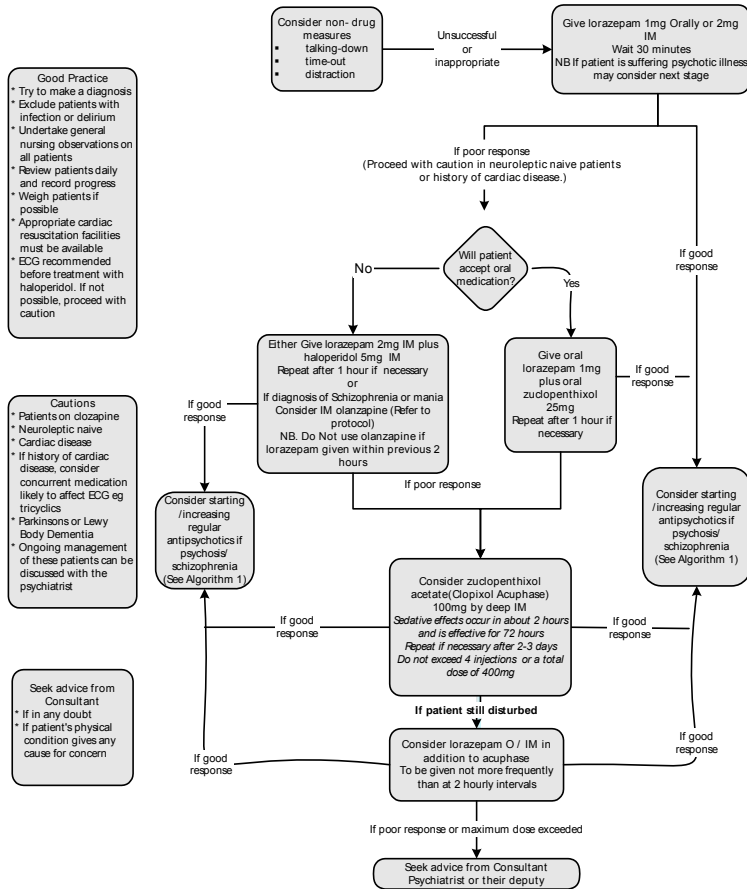 Consider non- drug
measures
▪ talking-down
▪ time-out
▪ distraction
Unsuccessful
or
inappropriate
Give lorazepam 1mg Orally or 2mg
IM
Wait 30 minutes
NB If patient is suffering psychotic illness
may consider next stage
Good Practice
* Try to make a diagnosis
* Exclude patients with
infection or delirium
* Undertake general
nursing observations on
all patients
* Review patients daily
and record progress
* Weigh patients if
possible
* Appropriate cardiac
resuscitation facilities
must be available
* ECG recommended
before treatment with
haloperidol. If not
possible, proceed with
caution
If poor response
(Proceed with caution in neuroleptic naive patients
or history of cardiac disease.)
If good
response
Will patient
accept oral
medication?
No
Yes
Either Give lorazepam 2mg IM plus
haloperidol 5mg IM
Repeat after 1 hour if necessary
or
If diagnosis of Schizophrenia or mania
Consider IM olanzapine (Refer to
protocol)
NB. Do Not use olanzapine if
lorazepam given within previous 2
hours
Give oral
lorazepam 1mg
plus oral
zuclopenthixol
25mg
Repeat after 1 hour if
necessary
If good
response
If good
response
Cautions
* Patients on clozapine
* Neuroleptic naive
* Cardiac disease
* If history of cardiac
disease, consider
concurrent medication
likely to affect ECG eg
tricyclics
* Parkinsons or Lewy
Body Dementia
* Ongoing management
of these patients can be
discussed with the
psychiatrist
If poor response
Consider starting
/increasing regular
antipsychotics if
psychosis/
schizophrenia
(See Algorithm 1)
Consider starting
/increasing regular
antipsychotics if
psychosis/
schizophrenia
(See Algorithm 1)
Consider zuclopenthixol
acetate(Clopixol Acuphase)
100mg by deep IM
Sedative effects occur in about 2 hours
and is effective for 72 hours
Repeat if necessary after 2-3 days
Do not exceed 4 injections or a total
dose of 400mg
If good
response
If good
response
Seek advice from
Consultant
* If in any doubt
* If patient's physical
condition gives any
cause for concern
If patient still disturbed
Consider lorazepam O / IM in
addition to acuphase
To be given not more frequently
than at 2 hourly intervals
If good
response
If good
response
If poor response or maximum dose exceeded
Seek advice from Consultant
Psychiatrist or their deputy